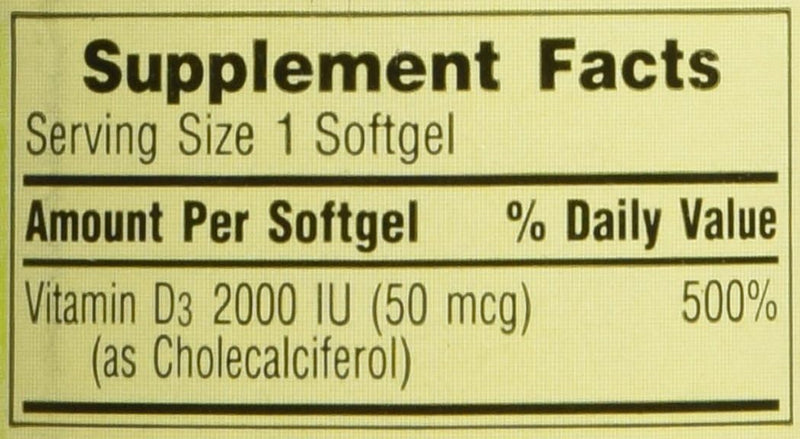 Supplement Facts
Serving Size 1 Softgel
Amount Per Softgel % Daily Value
Vitamin D3 2000 IU (50 mcg) 500%
(as Cholecalciferol)